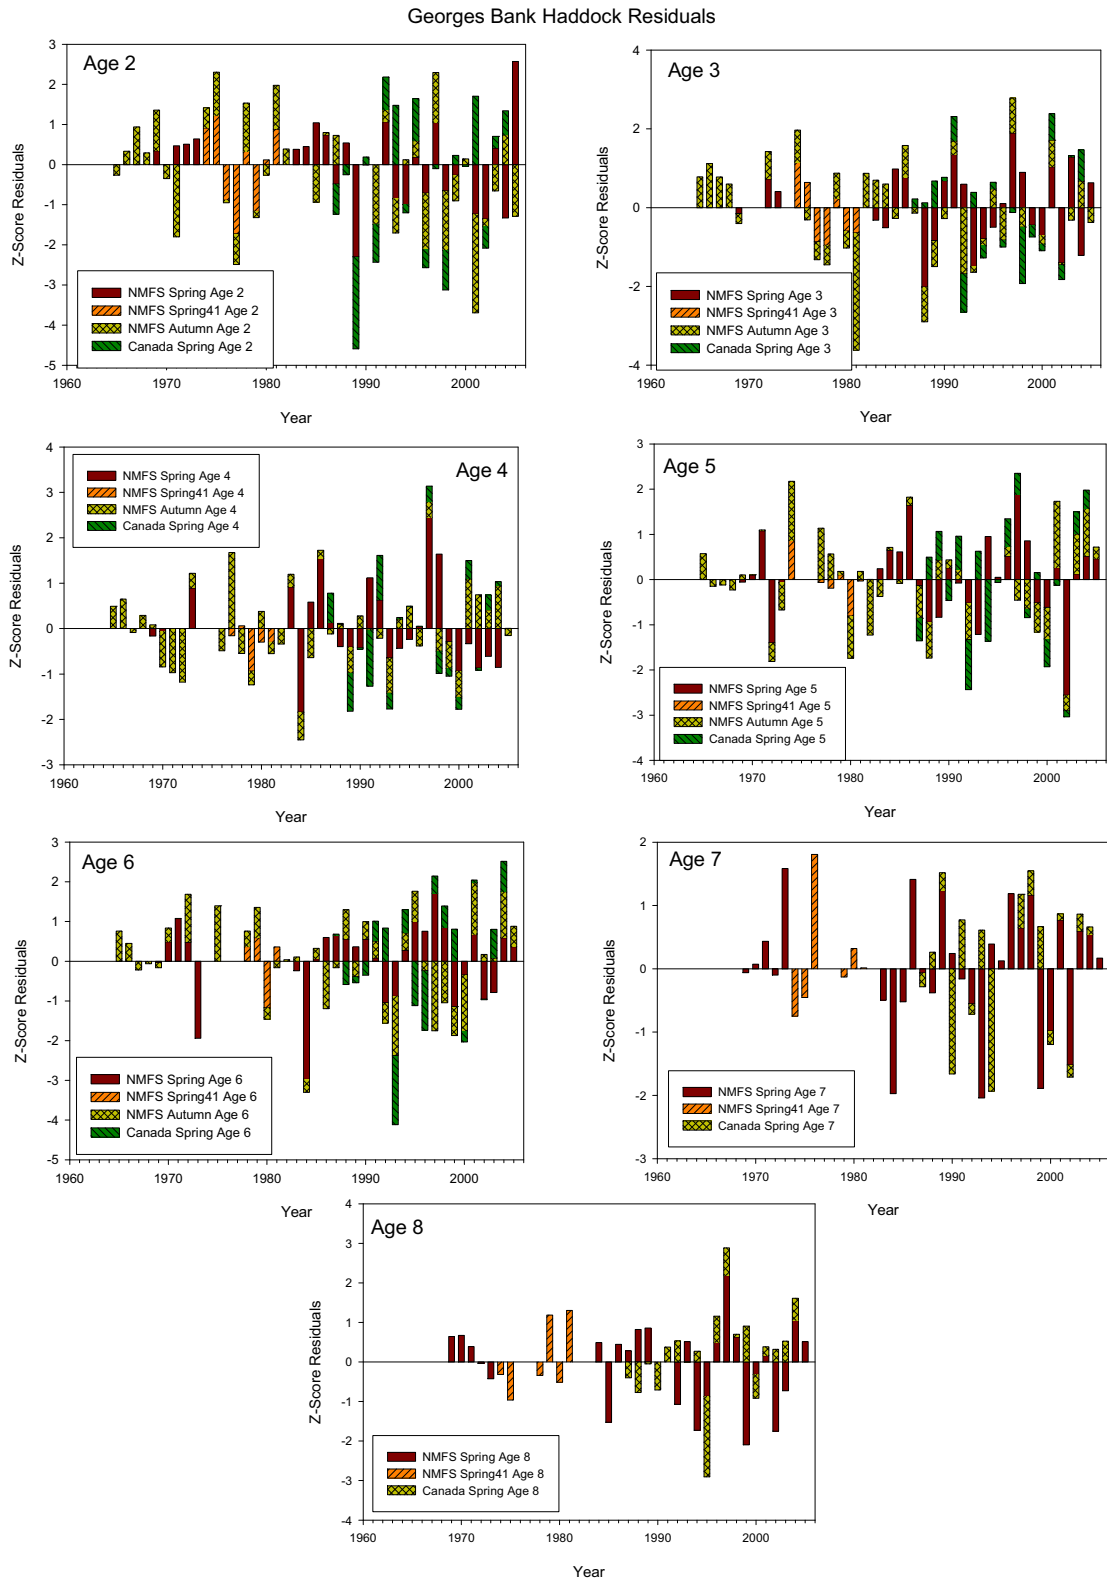 Georges Bank Haddock Residuals
Age 2
Z-Score Residuals
3
2
1
0
-1
-2
-3
-4
-5
NMFS Spring Age 2
NMFS Spring41 Age 2
NMFS Autumn Age 2
Canada Spring Age 2
1960 1970 1980 1990 2000
Year
Age 3
Z-Score Residuals
4
2
0
-2
-4
NMFS Spring Age 3
NMFS Spring41 Age 3
NMFS Autumn Age 3
Canada Spring Age 3
1960 1970 1980 1990 2000
Year
Age 4
Z-Score Residuals
4
3
2
1
0
-1
-2
-3
NMFS Spring Age 4
NMFS Spring41 Age 4
NMFS Autumn Age 4
Canada Spring Age 4
1960 1970 1980 1990 2000
Year
Age 5
Z-Score Residuals
3
2
1
0
-1
-2
-3
-4
NMFS Spring Age 5
NMFS Spring41 Age 5
NMFS Autumn Age 5
Canada Spring Age 5
1960 1970 1980 1990 2000
Year
Age 6
Z-Score Residuals
3
2
1
0
-1
-2
-3
-4
-5
NMFS Spring Age 6
NMFS Spring41 Age 6
NMFS Autumn Age 6
Canada Spring Age 6
1960 1970 1980 1990 2000
Year
Age 7
Z-Score Residuals
2
1
0
-1
-2
-3
NMFS Spring Age 7
NMFS Spring41 Age 7
Canada Spring Age 7
1960 1970 1980 1990 2000
Year
Age 8
Z-Score Residuals
4
3
2
1
0
-1
-2
-3
-4
NMFS Spring Age 8
NMFS Spring41 Age 8
Canada Spring Age 8
1960 1970 1980 1990 2000
Year